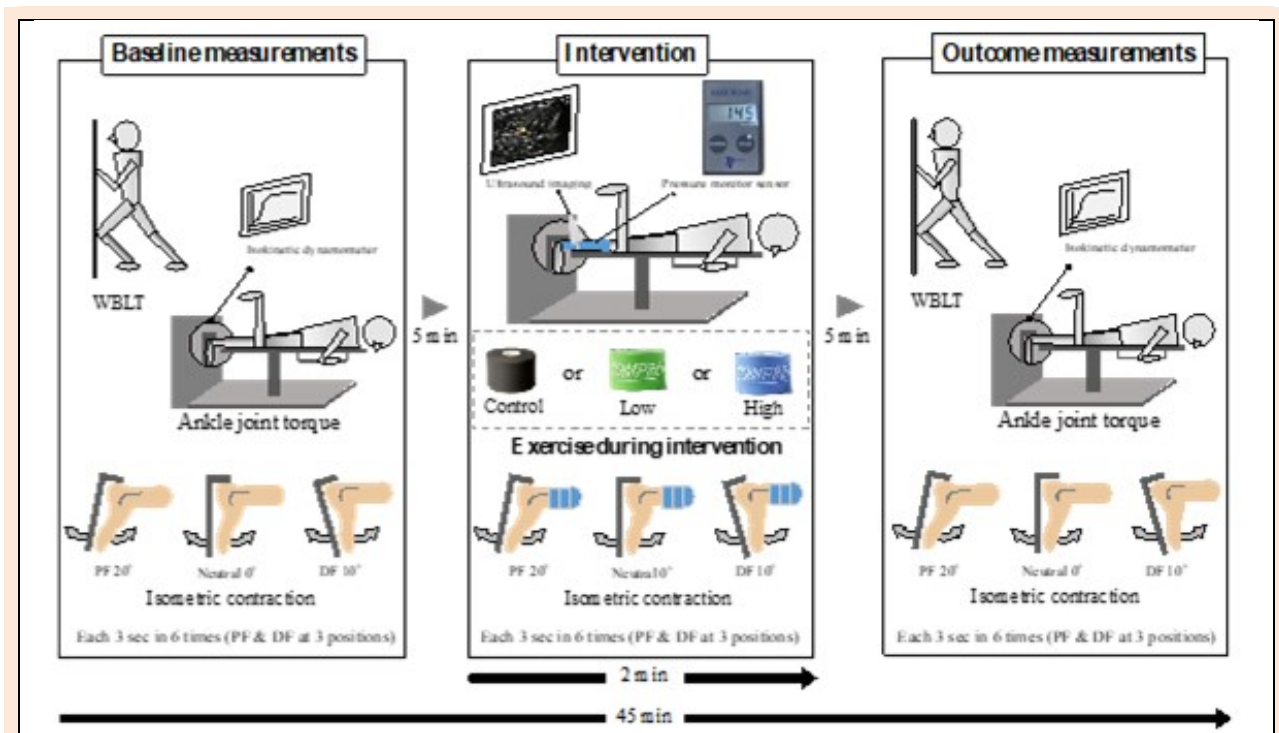 Baseline measurements
WBLT
Isokinetic dynamometer
Ankle joint torque
PF 20°
Neutral 0°
DF 10°
Isometric contraction
Each 3 sec in 6 times (PF & DF at 3 positions)
5 min
Intervention
145
Ultrasound imaging
Pressure monitor sensor
Control
or
Low
or
High
Exercise during intervention
PF 20°
Neutral 0°
DF 10°
Isometric contraction
Each 3 sec in 6 times (PF & DF at 3 positions)
5 min
Outcome measurements
WBLT
Isokinetic dynamometer
Ankle joint torque
PF 20°
Neutral 0°
DF 10°
Isometric contraction
Each 3 sec in 6 times (PF & DF at 3 positions)
2 min
45 min